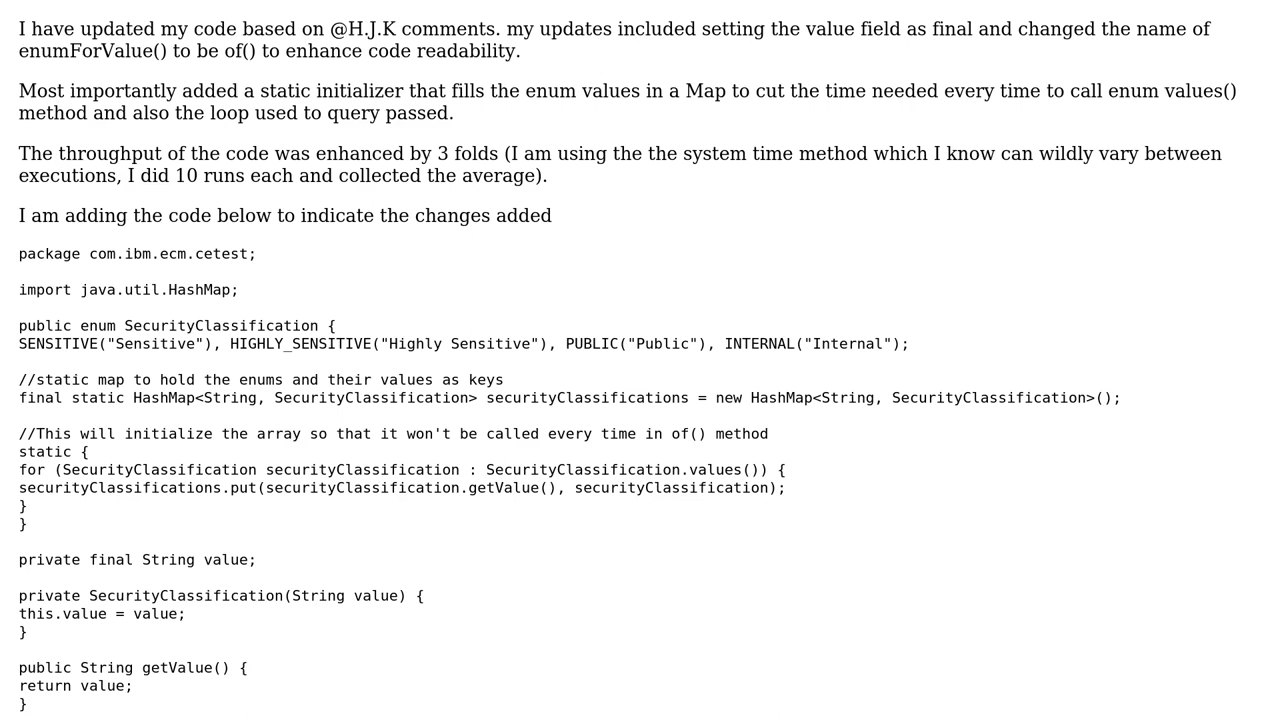 I have updated my code based on @H.J.K comments. my updates included setting the value field as final and changed the name of
enumForValue() to be of() to enhance code readability.
Most importantly added a static initializer that fills the enum values in a Map to cut the time needed every time to call enum values()
method and also the loop used to query passed.
The throughput of the code was enhanced by 3 folds (I am using the the system time method which I know can wildly vary between
executions, I did 10 runs each and collected the average).
I am adding the code below to indicate the changes added
package com.ibm.ecm.cetest;
import java.util.HashMap;
public enum SecurityClassification {
SENSITIVE("Sensitive"), HIGHLY_SENSITIVE("Highly Sensitive"), PUBLIC("Public"), INTERNAL("Internal");
//static map to hold the enums and their values as keys
final static HashMap<String, SecurityClassification> securityClassifications = new HashMap<String, SecurityClassification>();
//This will initialize the array so that it won't be called every time in of() method
static {
for (SecurityClassification securityClassification : SecurityClassification.values()) {
securityClassifications.put(securityClassification.getValue(), securityClassification);
}
}
private final String value;
private SecurityClassification(String value) {
this.value = value;
}
public String getValue() {
return value;
}